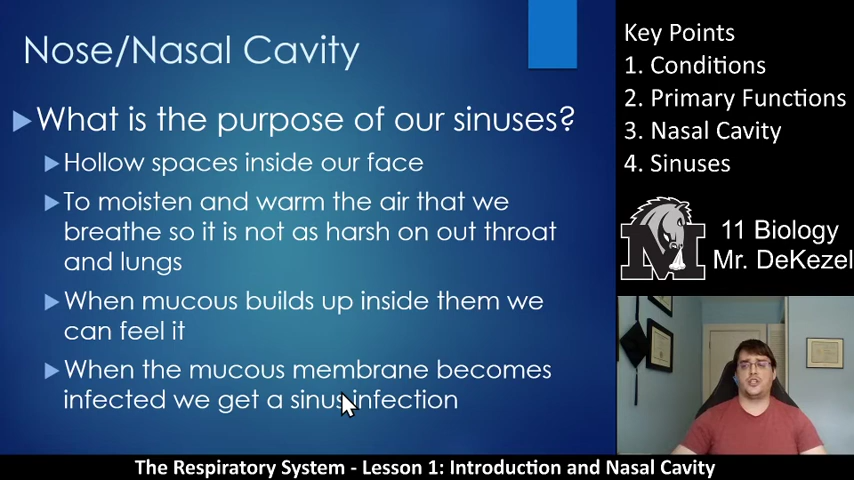 Nose/Nasal Cavity
What is the purpose of our sinuses?
Hollow spaces inside our face
To moisten and warm the air that we
breathe so it is not as harsh on out throat
and lungs
When mucous builds up inside them we
can feel it
When the mucous membrane becomes
infected we get a sinus infection
Key Points
1. Conditions
2. Primary Functions
3. Nasal Cavity
4. Sinuses
M
11 Biology
Mr. DeKezel
The Respiratory System - Lesson 1: Introduction and Nasal Cavity